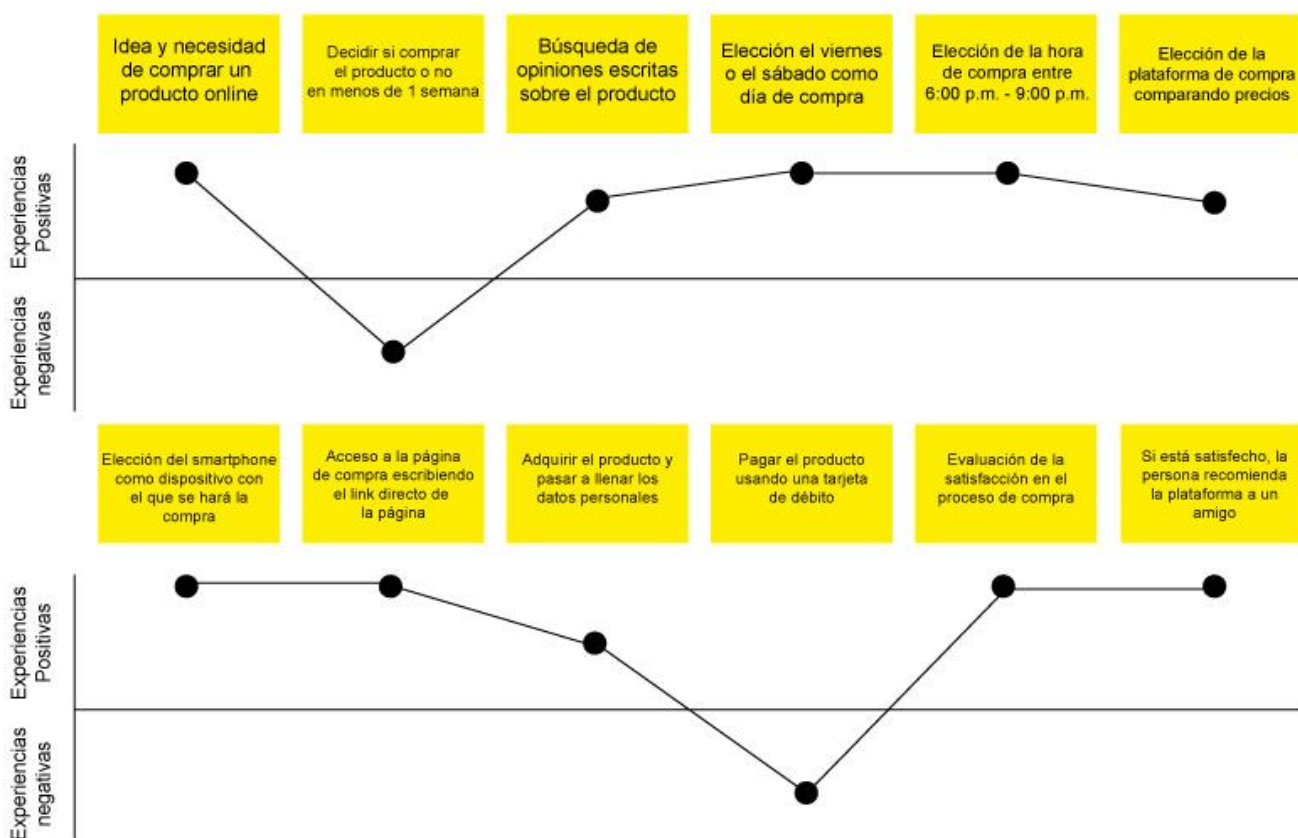 Idea y necesidad
de comprar un
producto online
Decidir si comprar
el producto o no
en menos de 1 semana
Búsqueda de
opiniones escritas
sobre el producto
Elección el viernes
o el sábado como
día de compra
Elección de la hora
de compra entre
6:00 p.m. - 9:00 p.m.
Elección de la
plataforma de compra
comparando precios
Experiencias
Positivas
Experiencias
negativas
Elección del smartphone
como dispositivo con
el que se hará la
compra
Acceso a la página
de compra escribiendo
el link directo de
la página
Adquirir el producto y
pasar a llenar los
datos personales
Pagar el producto
usando una tarjeta
de débito
Evaluación de la
satisfacción en el
proceso de compra
Si está satisfecho, la
persona recomienda
la plataforma a un
amigo
Experiencias
Positivas
Experiencias
negativas